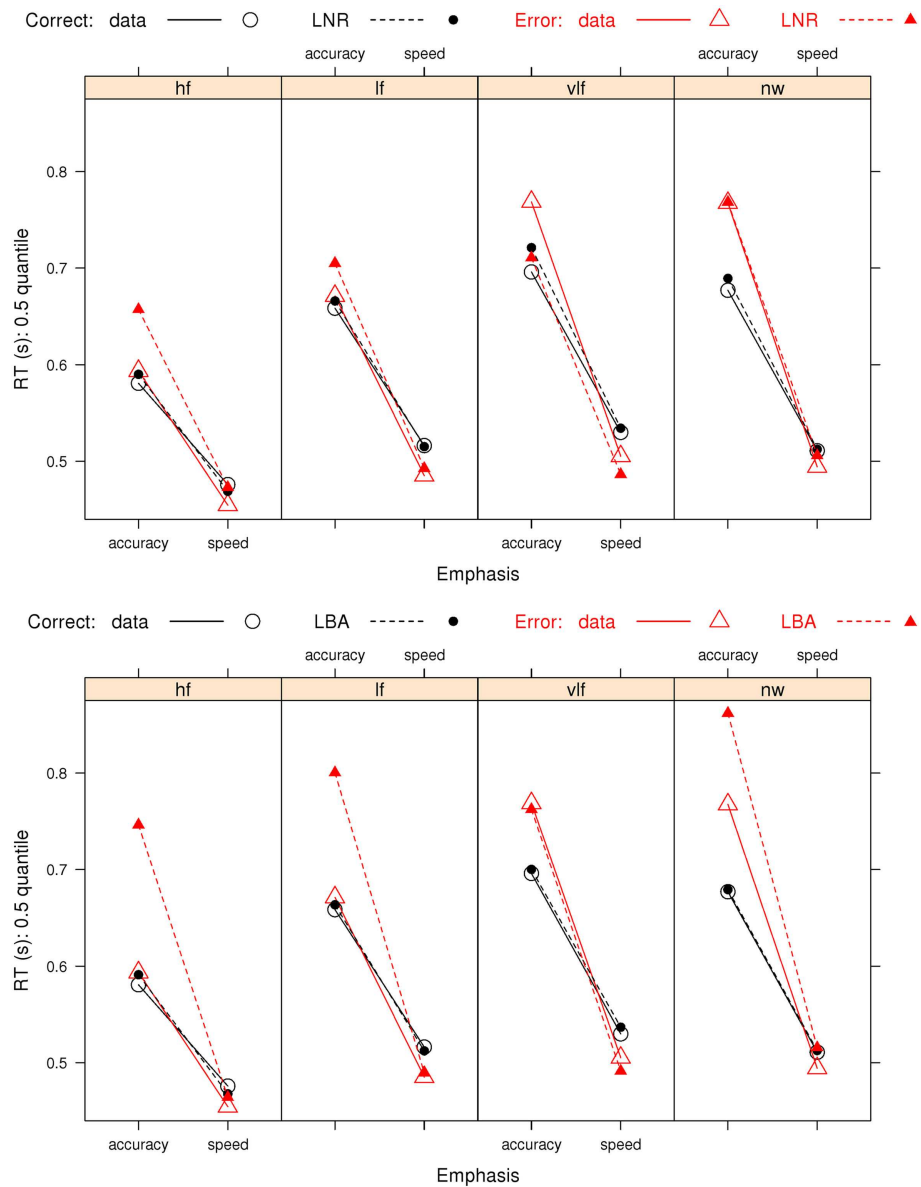 Correct: data LNR Error: data LNR
accuracy speed accuracy speed
hf lf vlf nw
0.8
0.7
0.6
0.5
RT (s): 0.5 quantile
accuracy speed accuracy speed
Emphasis
Correct: data LBA Error: data LBA
accuracy speed accuracy speed
hf lf vlf nw
0.8
0.7
0.6
0.5
RT (s): 0.5 quantile
accuracy speed accuracy speed
Emphasis